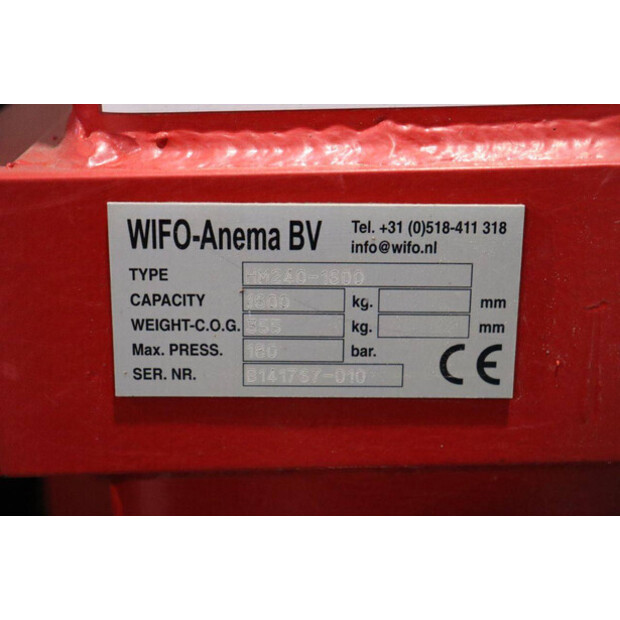 WIFO-Anema BV
Tel. +31 (0)518-411 318
info@wifo.nl
TYPE
CAPACITY kg. mm
WEIGHT-C.O.G. kg. mm
Max. PRESS. 180 bar.
SER. NR.
CE